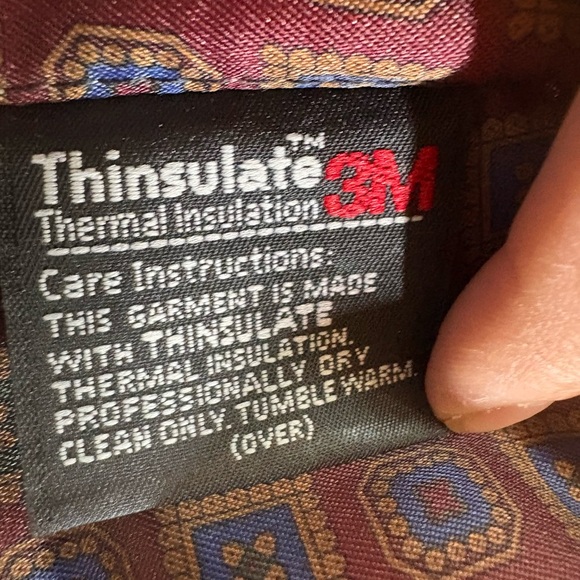 Thinsulate™ 3M
Thermal Insulation
Care Instructions:
THIS GARMENT IS MADE
WITH THINSULATE
THERMAL INSULATION.
PROFESSIONALLY DRY
CLEAN ONLY. TUMBLE WARM.
(OVER)